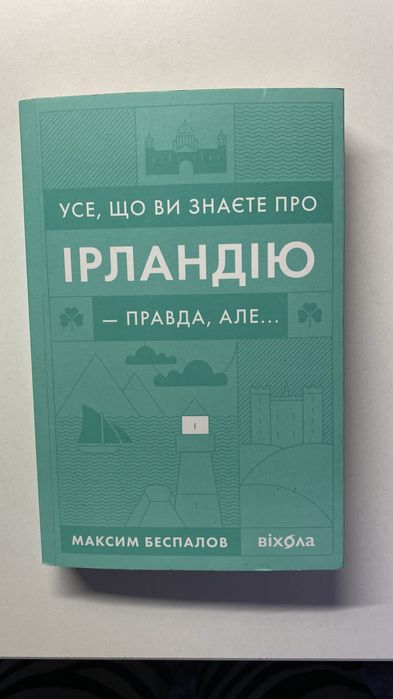 УСЕ, ЩО ВИ ЗНАЄТЕ ПРО
ІРЛАНДІЮ
— ПРАВДА, АЛЕ...
І
МАКСИМ БЕСПАЛОВ
віхола